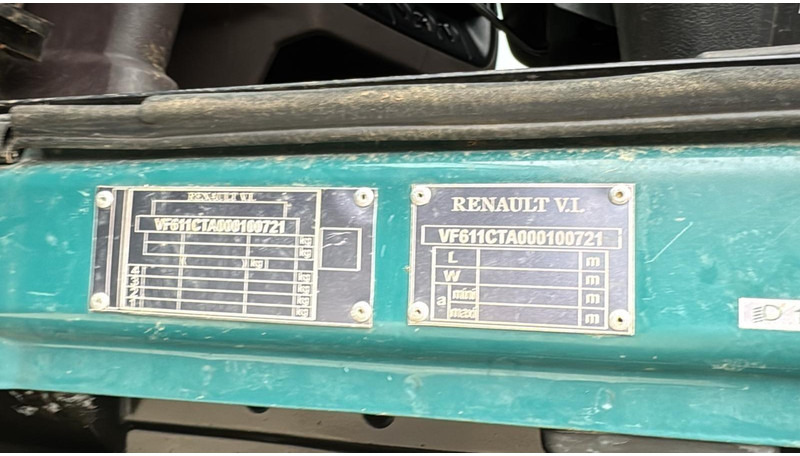 RENAULT V.I.
VF611CTA000100721
kg
kg
( ) kg
4 kg
3 kg
2 kg
1 kg
RENAULT V.I.
VF611CTA000100721
L m
W m
a mini m
maxi m